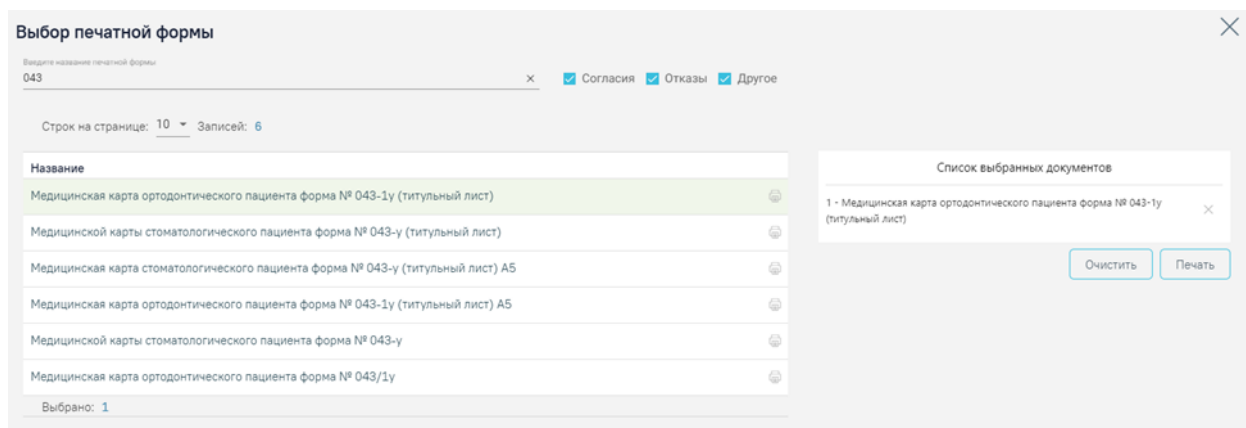 Выбор печатной формы
Введите название печатной формы
043
Согласия Отказы Другое
Строк на странице: 10 Записей: 6
Название
Медицинская карта ортодонтического пациента форма № 043-1у (титульный лист)
Медицинской карты стоматологического пациента форма № 043-у (титульный лист)
Медицинская карта стоматологического пациента форма № 043-у (титульный лист) А5
Медицинская карта ортодонтического пациента форма № 043-1у (титульный лист) А5
Медицинской карты стоматологического пациента форма № 043-у
Медицинская карта ортодонтического пациента форма № 043/1у
Выбрано: 1
Список выбранных документов
1 - Медицинская карта ортодонтического пациента форма № 043-1у
(титульный лист)
Очистить Печать